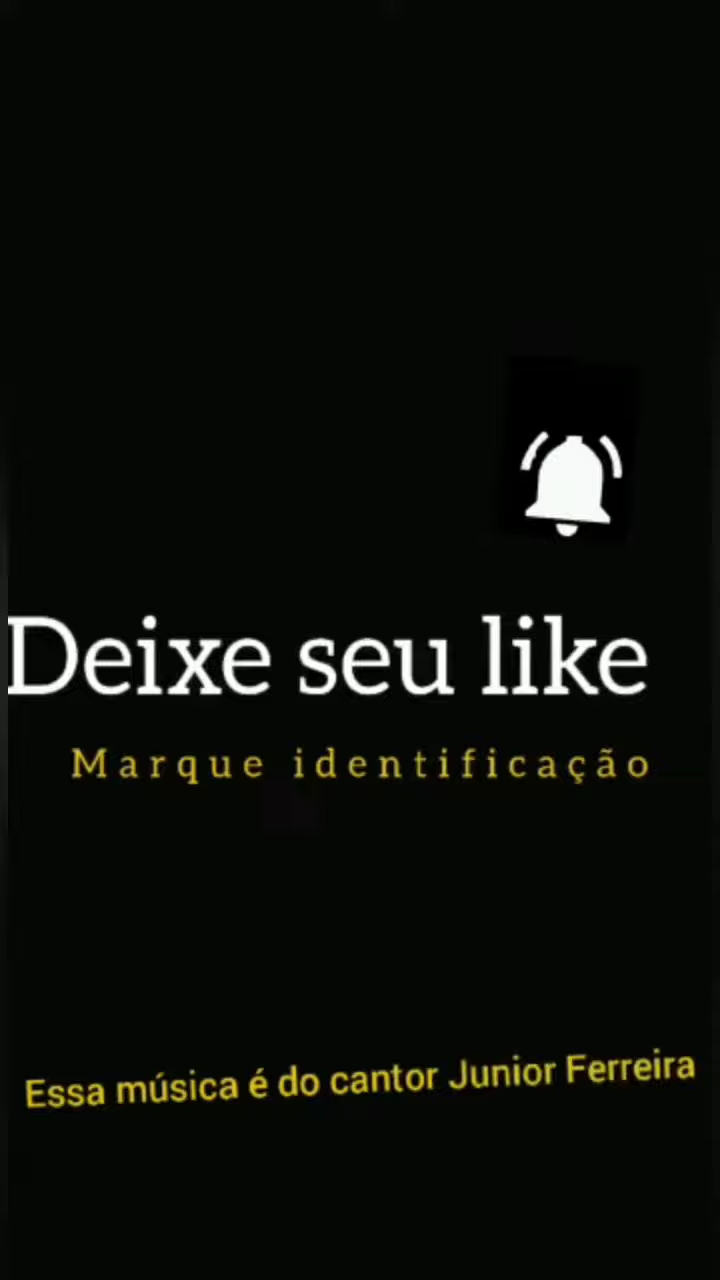 Deixe seu like
Marque identificação
Essa música é do cantor Junior Ferreira